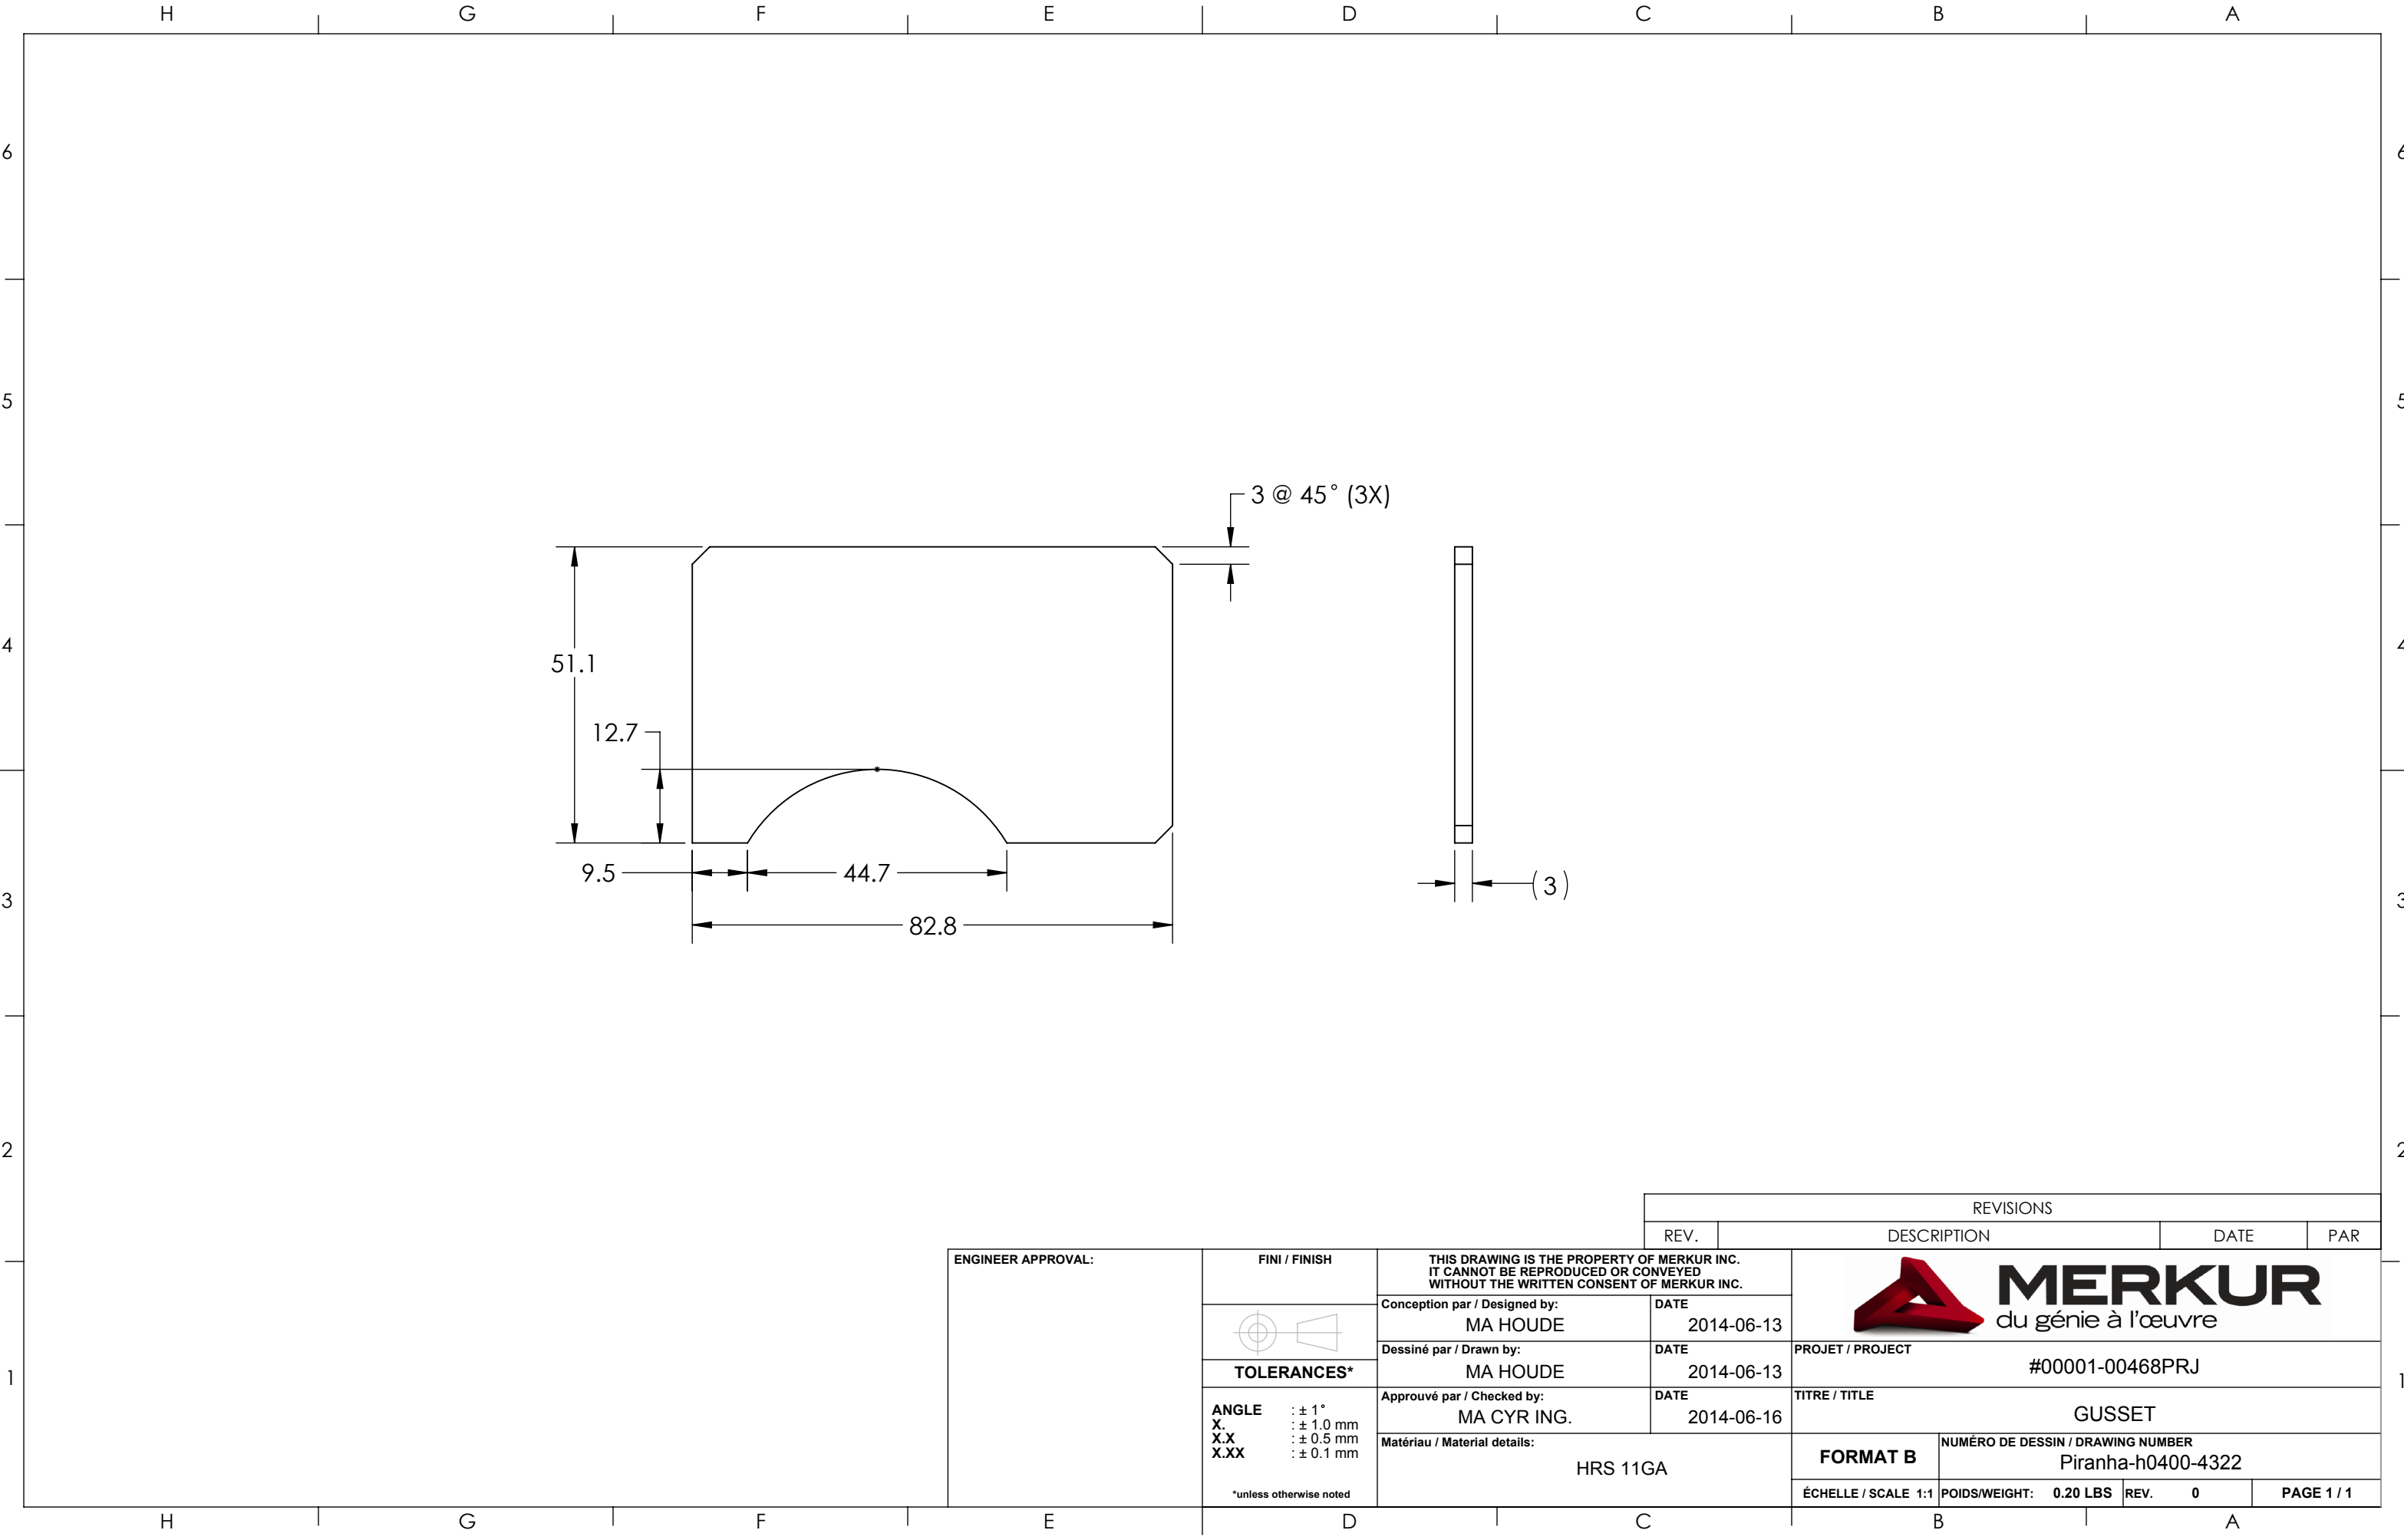 H G F E D C B A
6 6
5 5
4 4
3 3
2 2
1 1
3 @ 45° (3X)
51.1
12.7
9.5
44.7
82.8
(3)
REVISIONS
REV. DESCRIPTION DATE PAR
ENGINEER APPROVAL:
FINI / FINISH
TOLERANCES*
ANGLE : ± 1°
X. : ± 1.0 mm
X.X : ± 0.5 mm
X.XX : ± 0.1 mm
*unless otherwise noted
THIS DRAWING IS THE PROPERTY OF MERKUR INC.
IT CANNOT BE REPRODUCED OR CONVEYED
WITHOUT THE WRITTEN CONSENT OF MERKUR INC.
Conception par / Designed by: DATE
MA HOUDE 2014-06-13
Dessiné par / Drawn by: DATE
MA HOUDE 2014-06-13
Approuvé par / Checked by: DATE
MA CYR ING. 2014-06-16
Matériau / Material details:
HRS 11GA
MERKUR
du génie à l'œuvre
PROJET / PROJECT
#00001-00468PRJ
TITRE / TITLE
GUSSET
FORMAT B
NUMÉRO DE DESSIN / DRAWING NUMBER
Piranha-h0400-4322
ÉCHELLE / SCALE 1:1 POIDS/WEIGHT: 0.20 LBS REV. 0 PAGE 1 / 1
H G F E D C B A